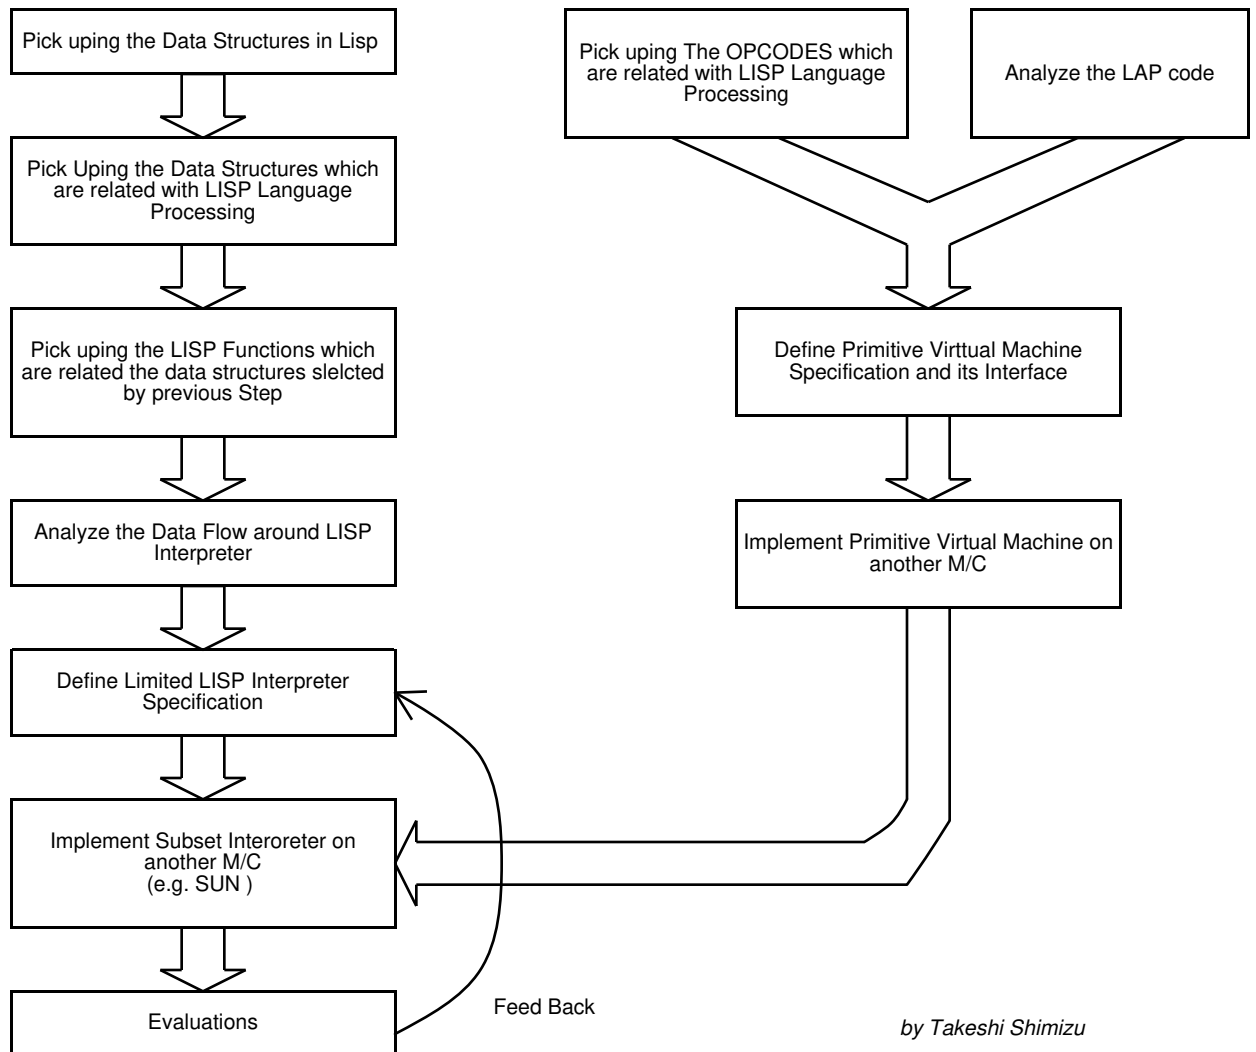 Pick uping the Data Structures in Lisp
Pick Uping the Data Structures which
are related with LISP Language
Processing
Pick uping the LISP Functions which
are related the data structures slelcted
by previous Step
Analyze the Data Flow around LISP
Interpreter
Define Limited LISP Interpreter
Specification
Implement Subset Interoreter on
another M/C
(e.g. SUN )
Evaluations
Feed Back
Pick uping The OPCODES which
are related with LISP Language
Processing
Analyze the LAP code
Define Primitive Virttual Machine
Specification and its Interface
Implement Primitive Virtual Machine on
another M/C
by Takeshi Shimizu